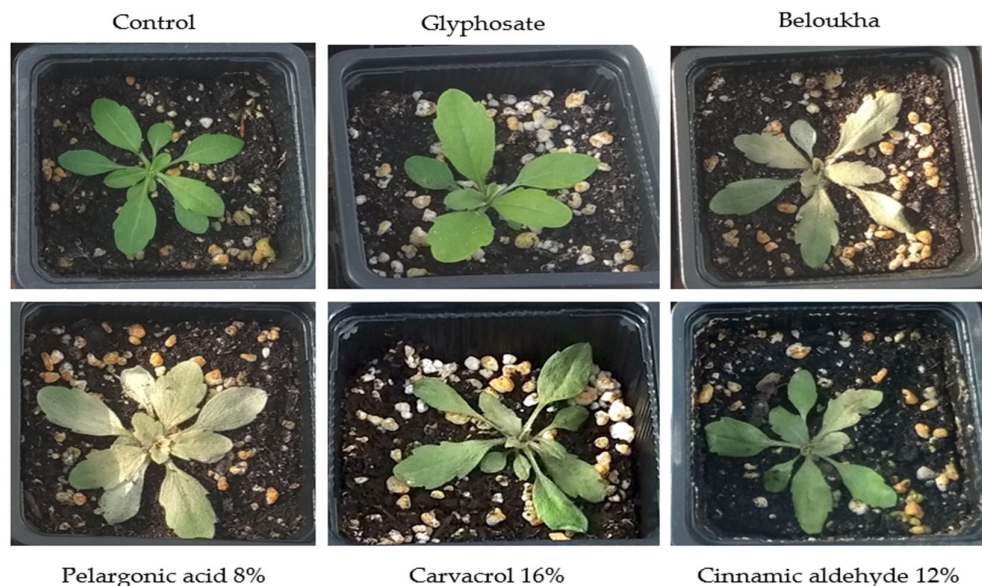 Control
Glyphosate
Beloukha
Pelargonic acid 8%
Carvacrol 16%
Cinnamic aldehyde 12%